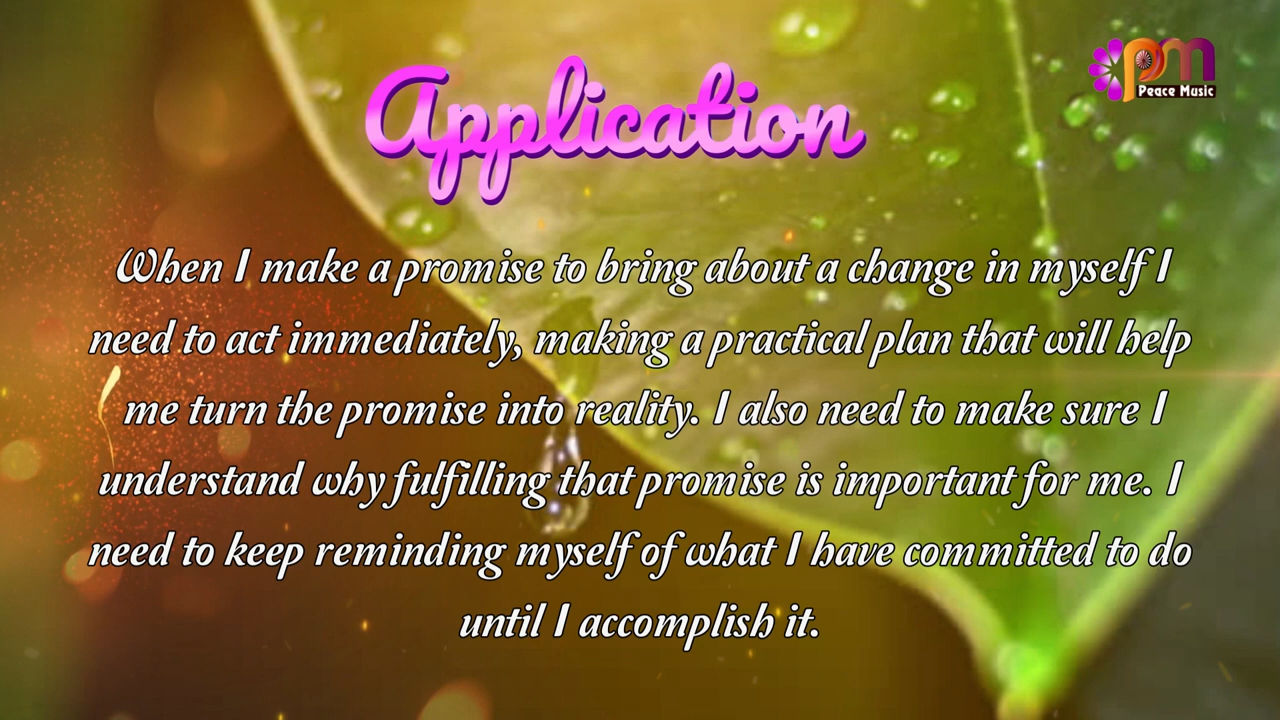 Application
pm
Peace Music
When I make a promise to bring about a change in myself I
need to act immediately, making a practical plan that will help
me turn the promise into reality. I also need to make sure I
understand why fulfilling that promise is important for me. I
need to keep reminding myself of what I have committed to do
until I accomplish it.